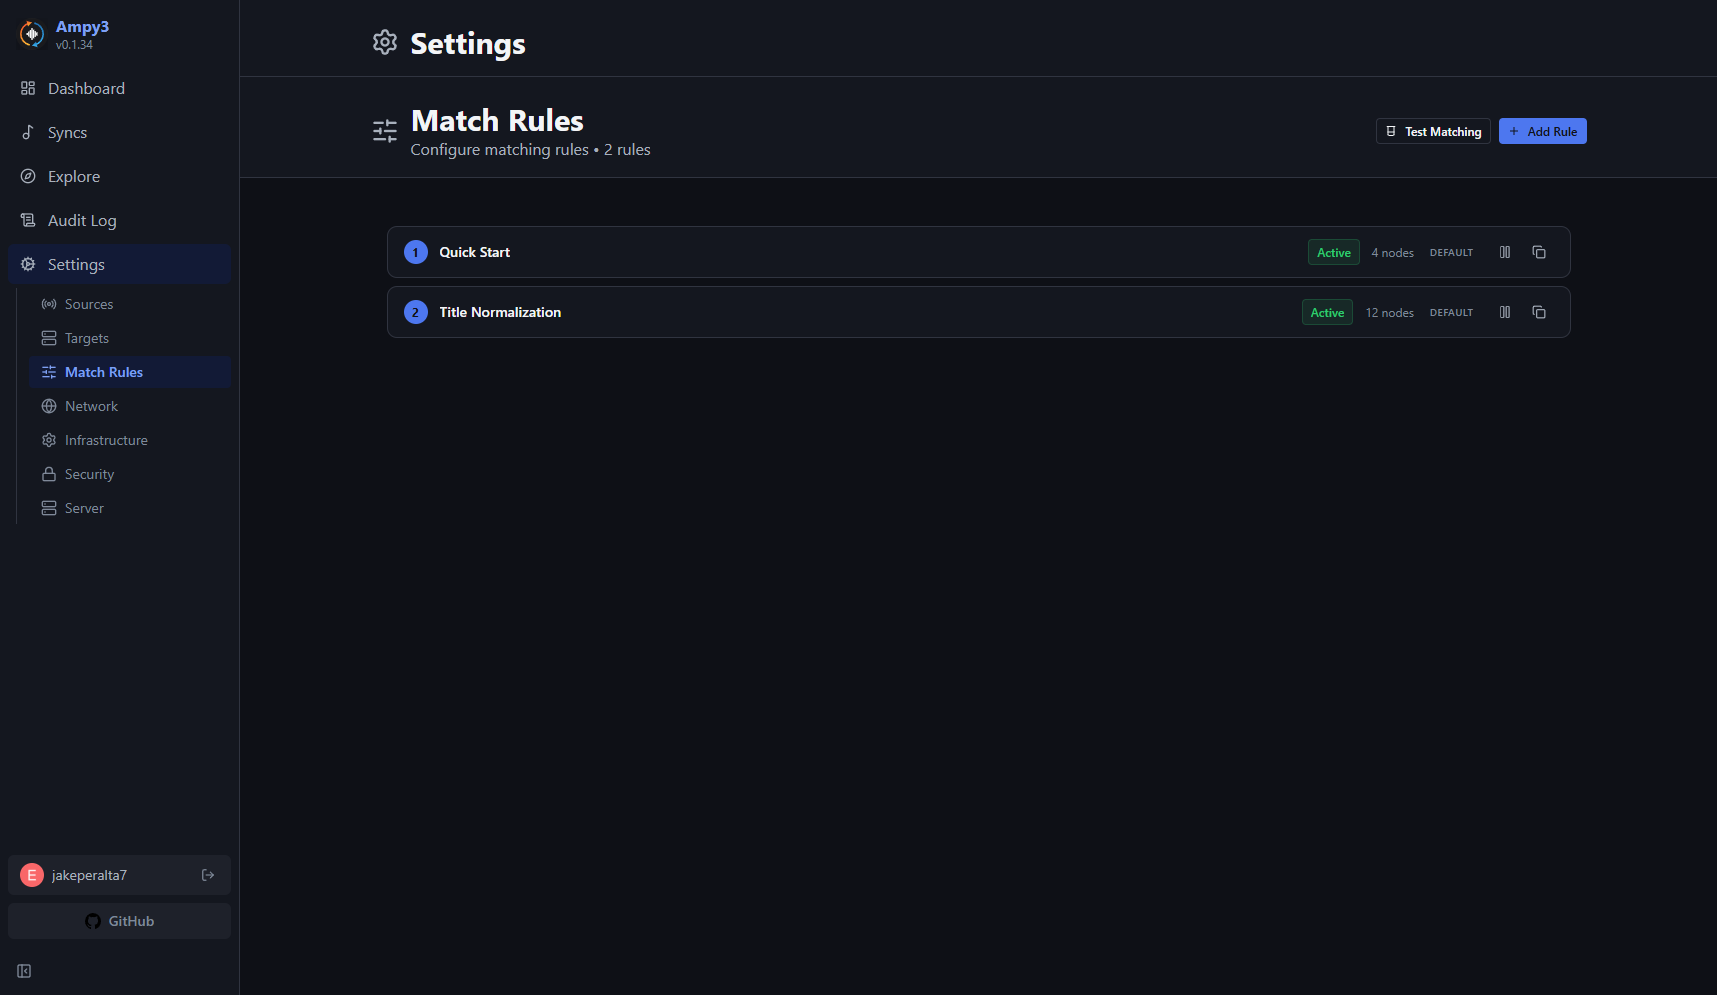 Ampy3
v0.1.34
Dashboard
Syncs
Explore
Audit Log
Settings
Sources
Targets
Match Rules
Network
Infrastructure
Security
Server
E jakeperalta7
GitHub
Settings
Match Rules
Configure matching rules • 2 rules
Test Matching
+ Add Rule
1 Quick Start Active 4 nodes DEFAULT
2 Title Normalization Active 12 nodes DEFAULT